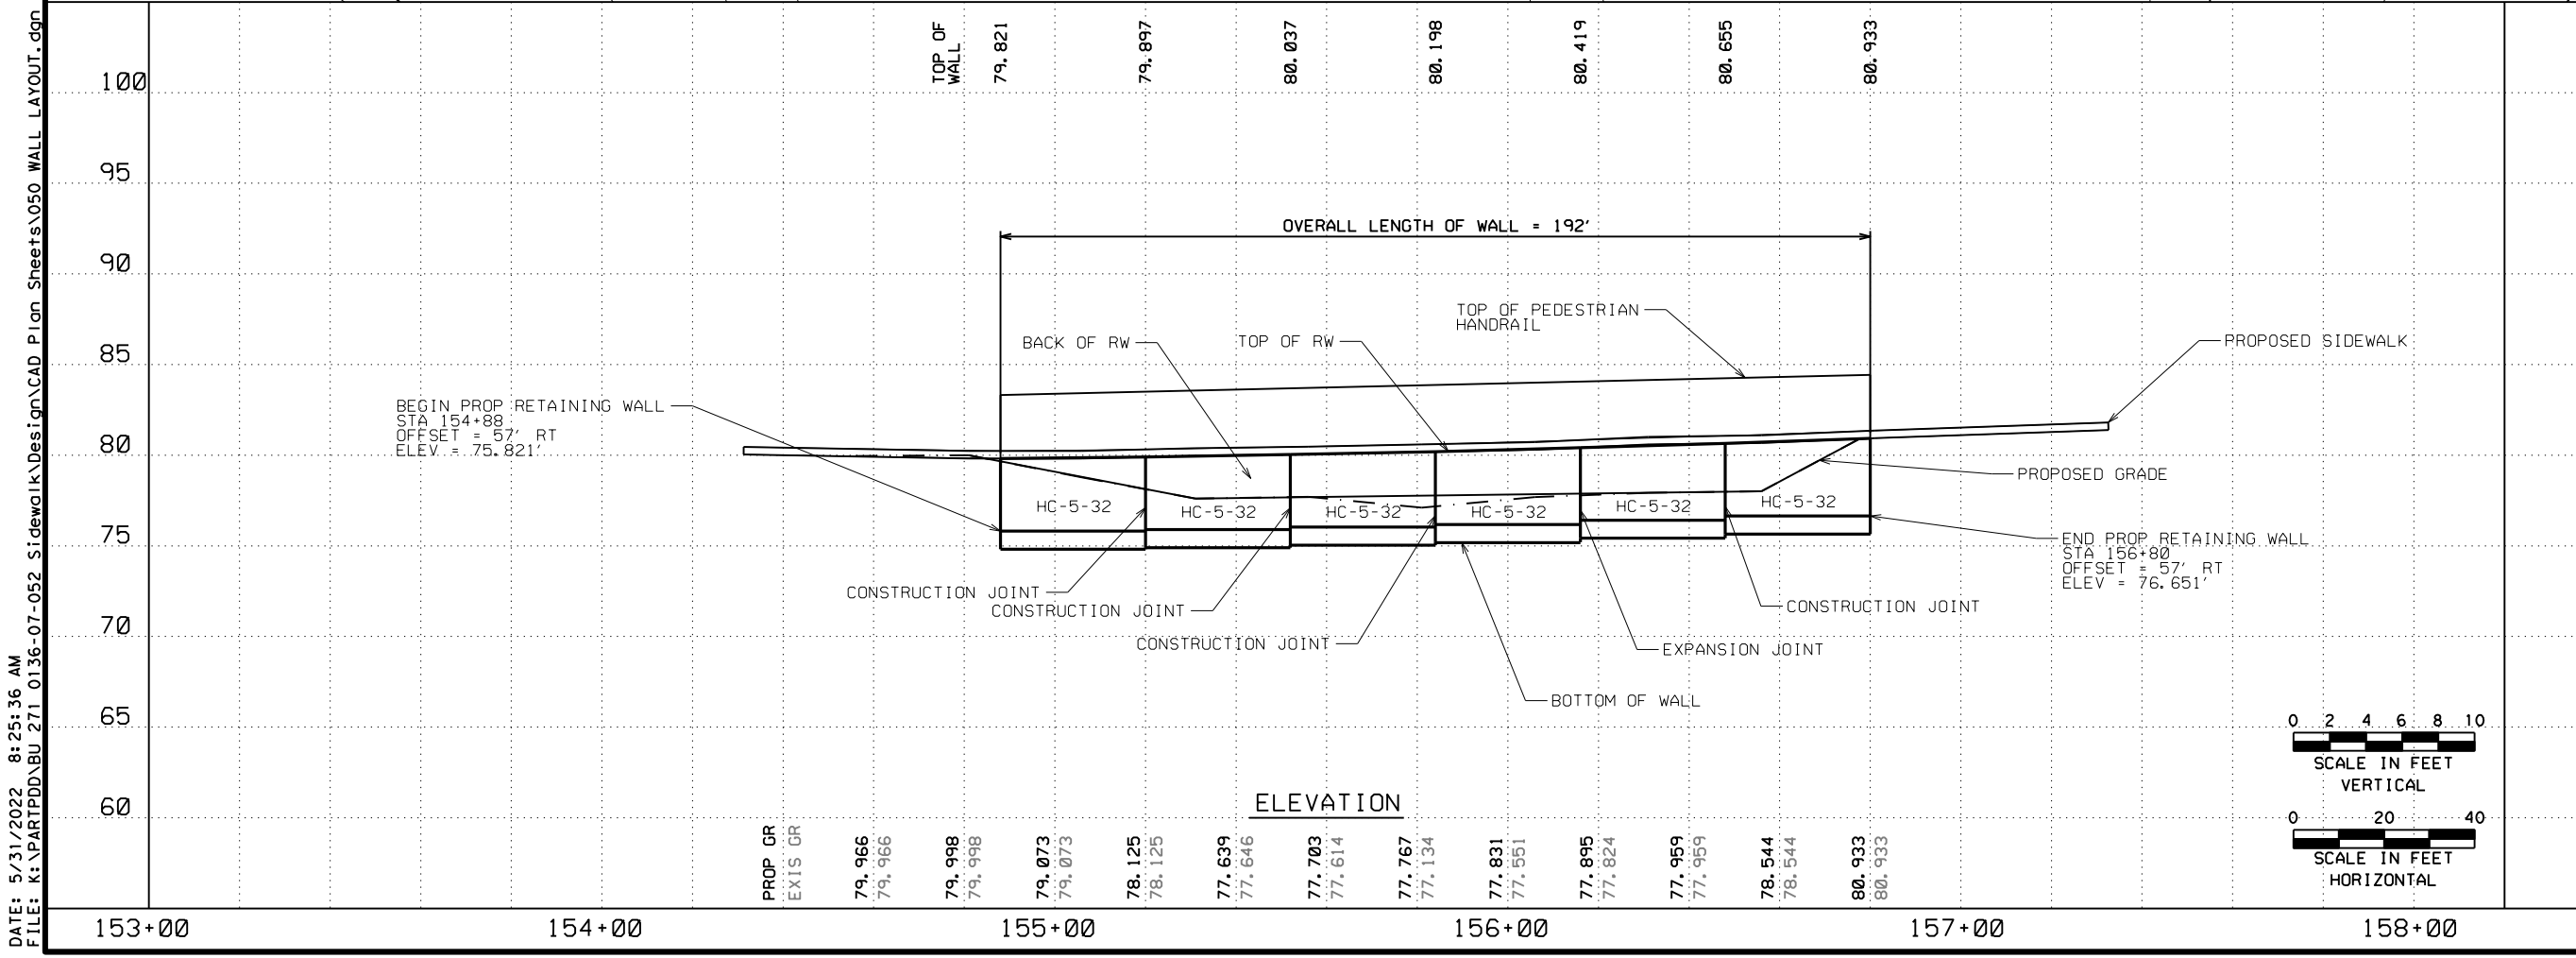 TOP OF
WALL
79.821
79.897
80.037
80.198
80.419
80.655
80.933
100
95
90
85
80
75
70
65
60
OVERALL LENGTH OF WALL = 192'
TOP OF PEDESTRIAN
HANDRAIL
BACK OF RW
TOP OF RW
PROPOSED SIDEWALK
BEGIN PROP RETAINING WALL
STA 154+88
OFFSET = 57' RT
ELEV = 75.821'
PROPOSED GRADE
HC-5-32
HC-5-32
HC-5-32
HC-5-32
HC-5-32
HC-5-32
END PROP RETAINING WALL
STA 156+80
OFFSET = 57' RT
ELEV = 76.651'
CONSTRUCTION JOINT
CONSTRUCTION JOINT
CONSTRUCTION JOINT
CONSTRUCTION JOINT
EXPANSION JOINT
BOTTOM OF WALL
0 2 4 6 8 10
SCALE IN FEET
VERTICAL
0 20 40
SCALE IN FEET
HORIZONTAL
ELEVATION
PROP GR
EXIS GR
79.966
79.966
79.998
79.998
79.073
79.073
78.125
78.125
77.639
77.646
77.703
77.614
77.767
77.134
77.831
77.551
77.895
77.824
77.959
77.959
78.544
78.544
80.933
80.933
153+00
154+00
155+00
156+00
157+00
158+00
DATE: 5/31/2022 8:25:36 AM
FILE: K:\PARTPDD\BU 271 0136-07-052 Sidewalk\Design\CAD Plan Sheets\050 WALL LAYOUT.dgn